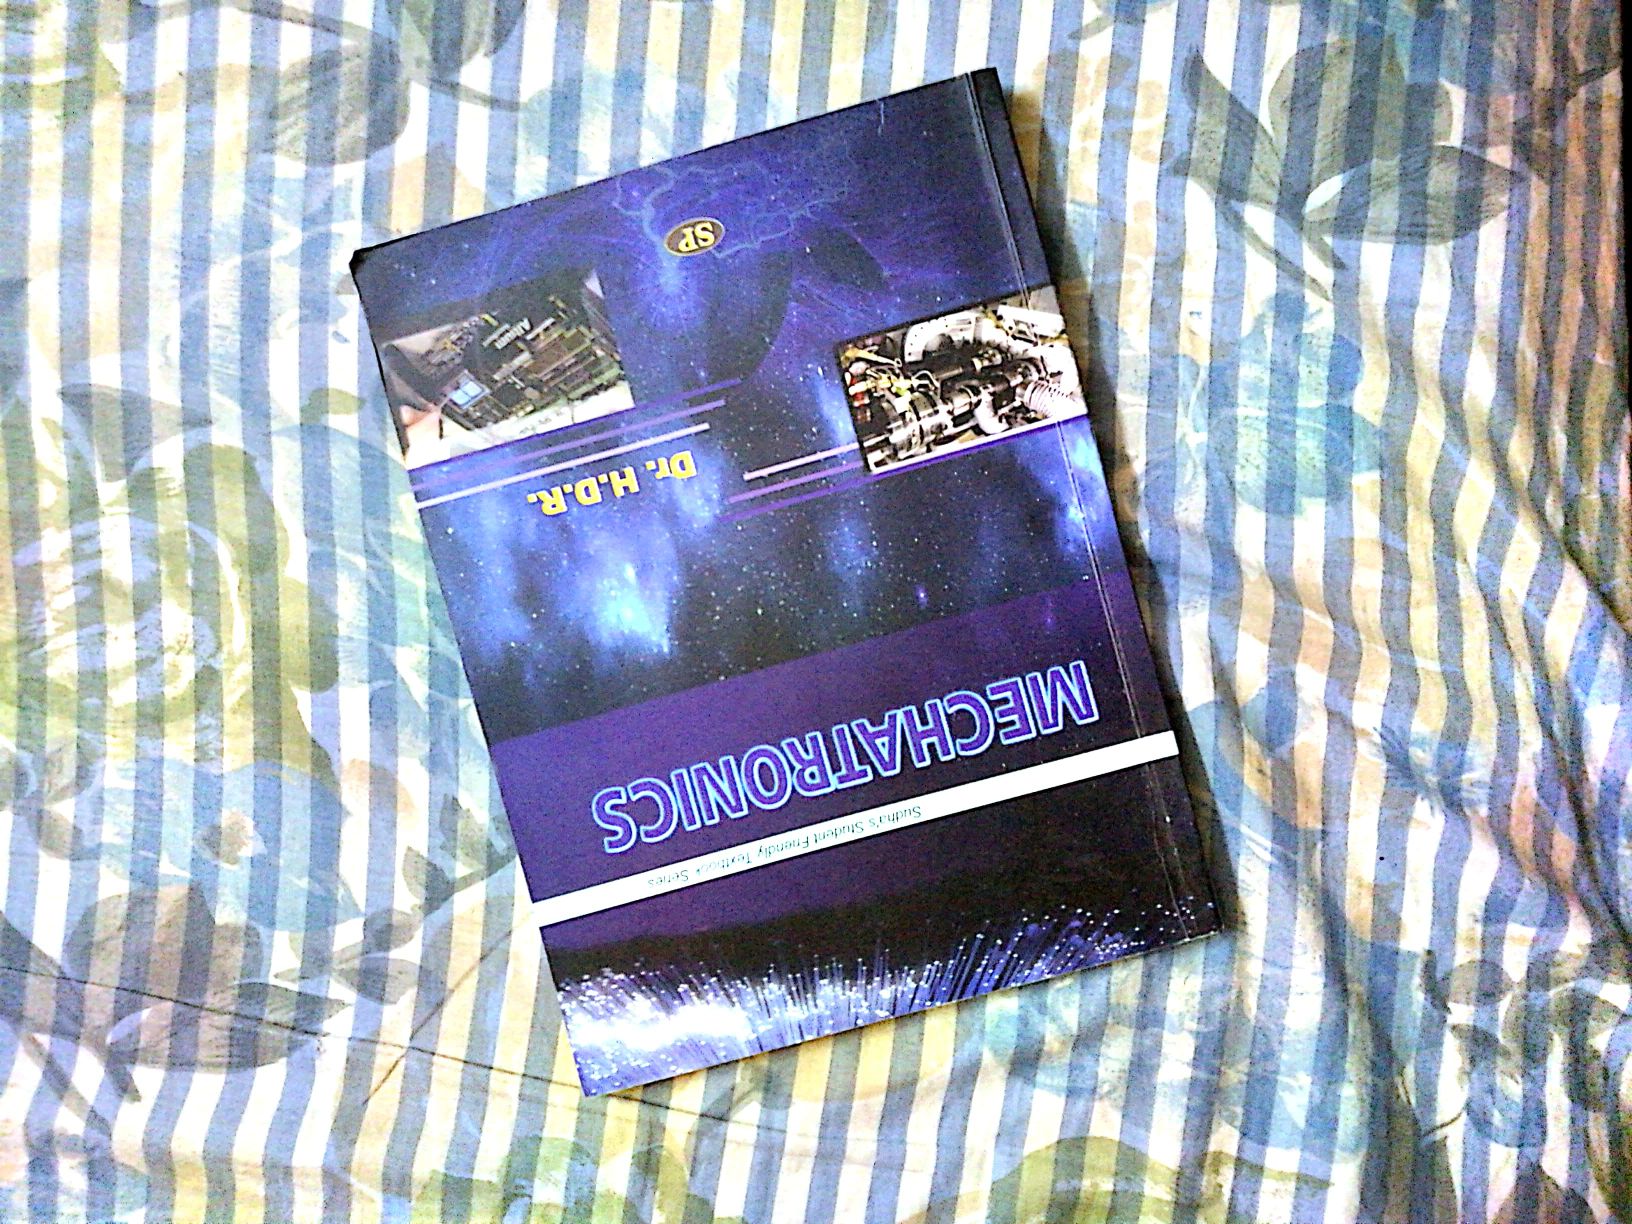 Sudha's Student Friendly Textbook Series
MECHATRONICS
Dr. H.D.R.
SP